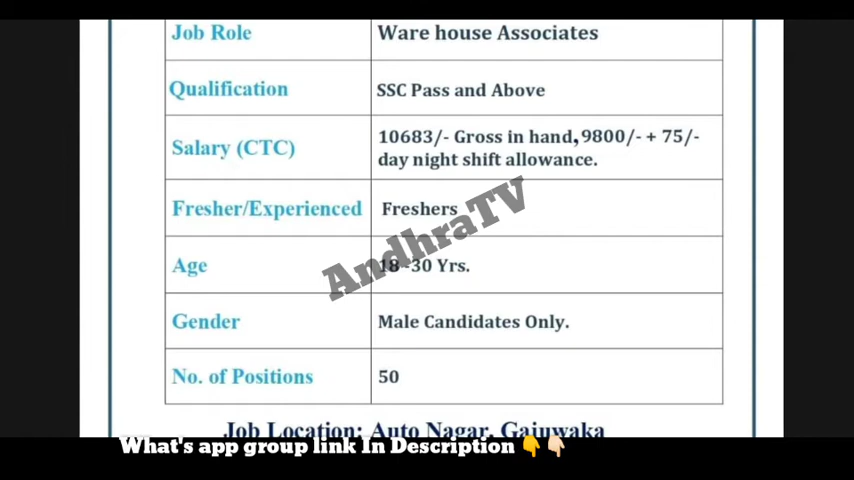 Job Role
Ware house Associates
Qualification
SSC Pass and Above
Salary (CTC)
10683/- Gross in hand, 9800/- + 75/-
day night shift allowance.
Fresher/Experienced
Freshers
Age
18 -30 Yrs.
Gender
Male Candidates Only.
No. of Positions
50
Job Location: Auto Nagar, Gajuwaka
AndhraTV
What's app group link In Description 👇👇🏻